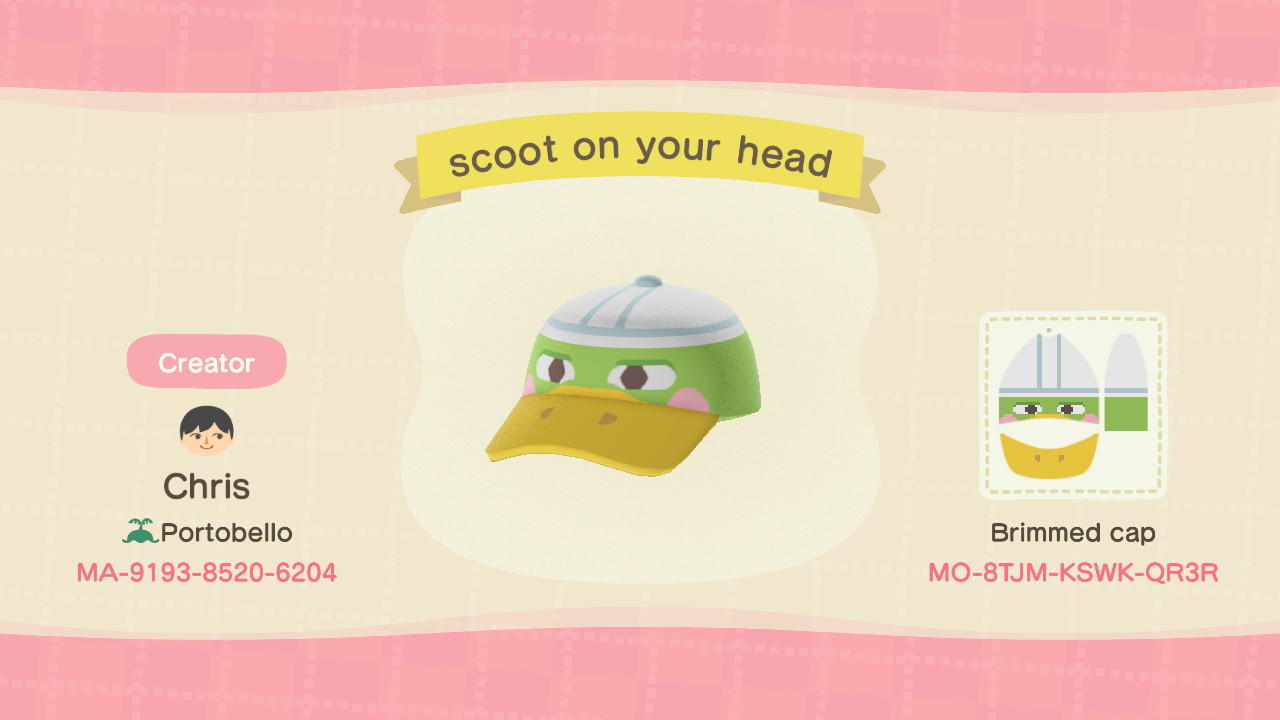 scoot on your head
Creator
Chris
Portobello
MA-9193-8520-6204
Brimmed cap
MO-8TJM-KSWK-QR3R